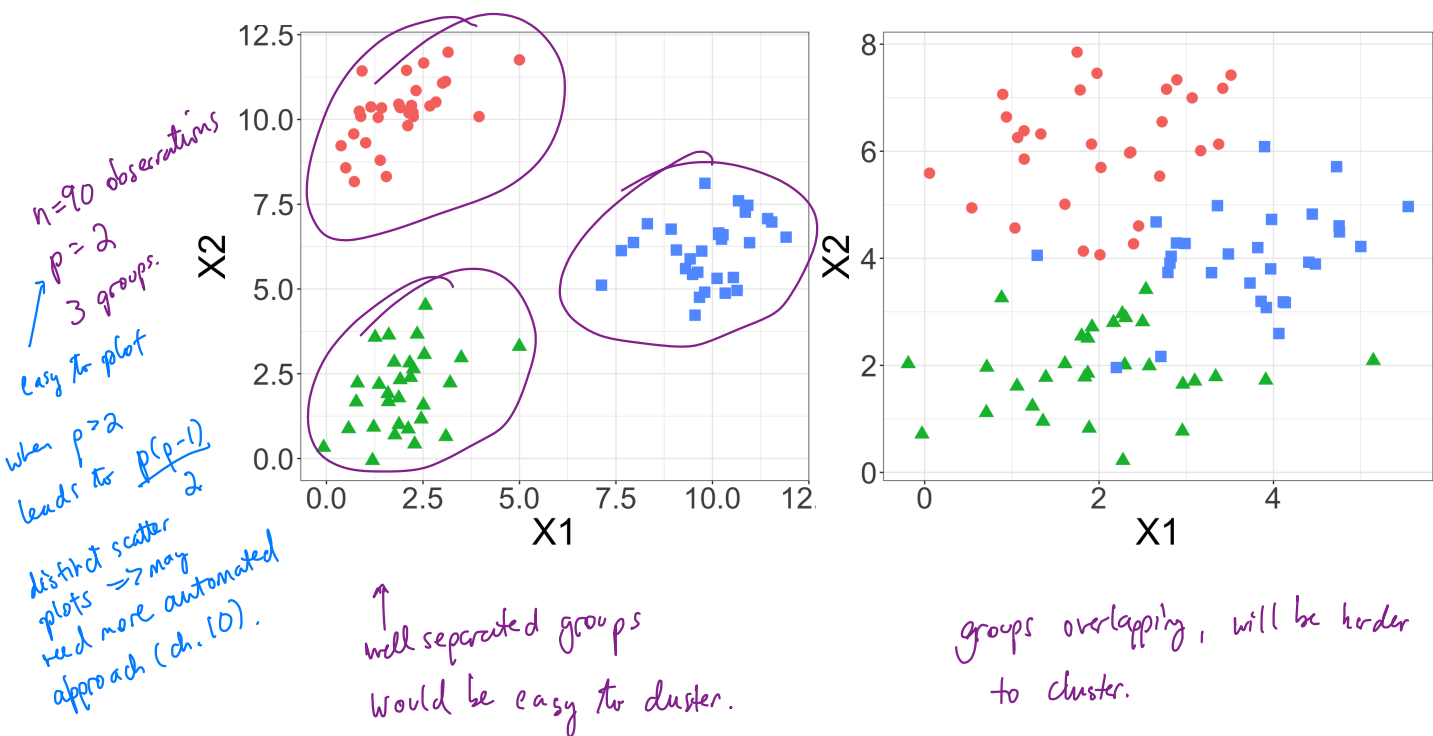 n=90 observations
p=2
3 groups.
easy to plot
when p>2
leads to p(p-1)
2
distinct scatter
plots => may
need more automated
approach (ch.10).
12.5
10.0
7.5
5.0
2.5
0.0
X2
0.0 2.5 5.0 7.5 10.0 12.
X1
well separated groups
would be easy to cluster.
8
6
4
2
0
X2
0 2 4
X1
groups overlapping, will be harder
to cluster.